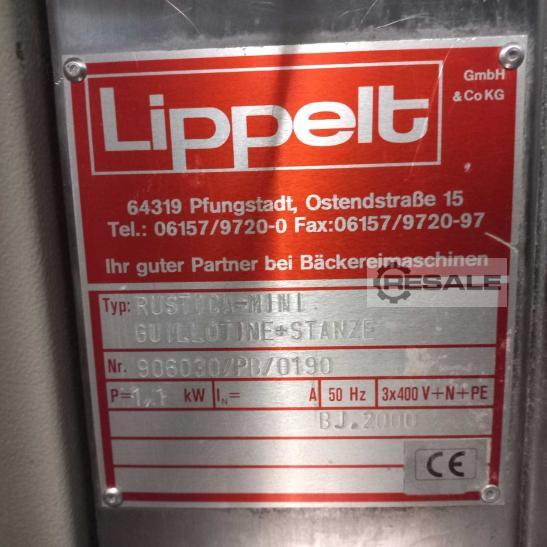 Lippelt
GmbH
& Co KG
64319 Pfungstadt, Ostendstraße 15
Tel.: 06157/9720-0 Fax:06157/9720-97
Ihr guter Partner bei Bäckereimaschinen
RESALE
Typ: RUSTICA-MINI
GUILLOTINE+STANZE
Nr. 906030/PB/0190
P=1,1 kW I_N= A 50 Hz 3x400 V+N+PE
BJ.2000
CE